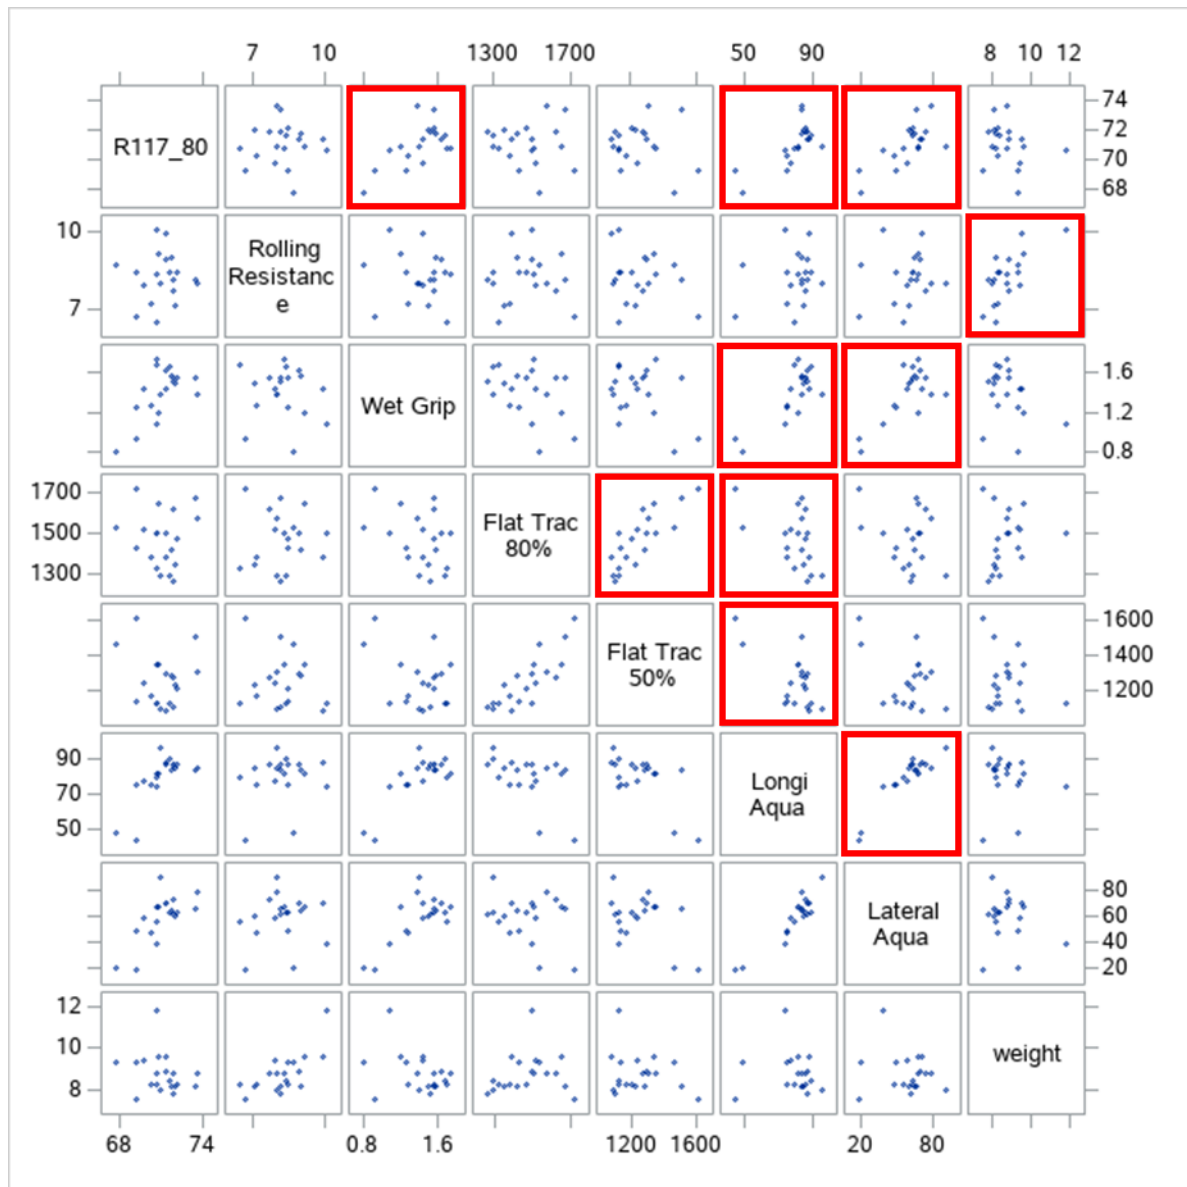 7 10 1300 1700 50 90 8 10 12
R117_80 74
72
70
68
10
7
Rolling
Resistanc
e
Wet Grip
1.6
1.2
0.8
1700
1500
1300
Flat Trac
80%
Flat Trac
50%
1600
1400
1200
90
70
50
Longi
Aqua
Lateral
Aqua
80
60
40
20
12
10
8
weight
68 74 0.8 1.6 1200 1600 20 80